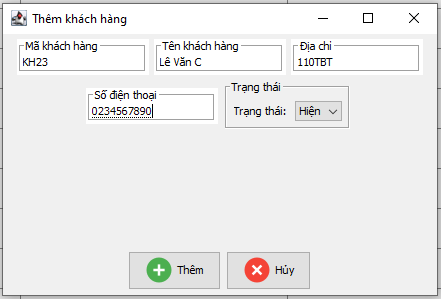 Thêm khách hàng
Mã khách hàng
KH23
Tên khách hàng
Lê Văn C
Địa chỉ
110TBT
Số điện thoại
0234567890
Trạng thái
Trạng thái: Hiện
Thêm
Hủy